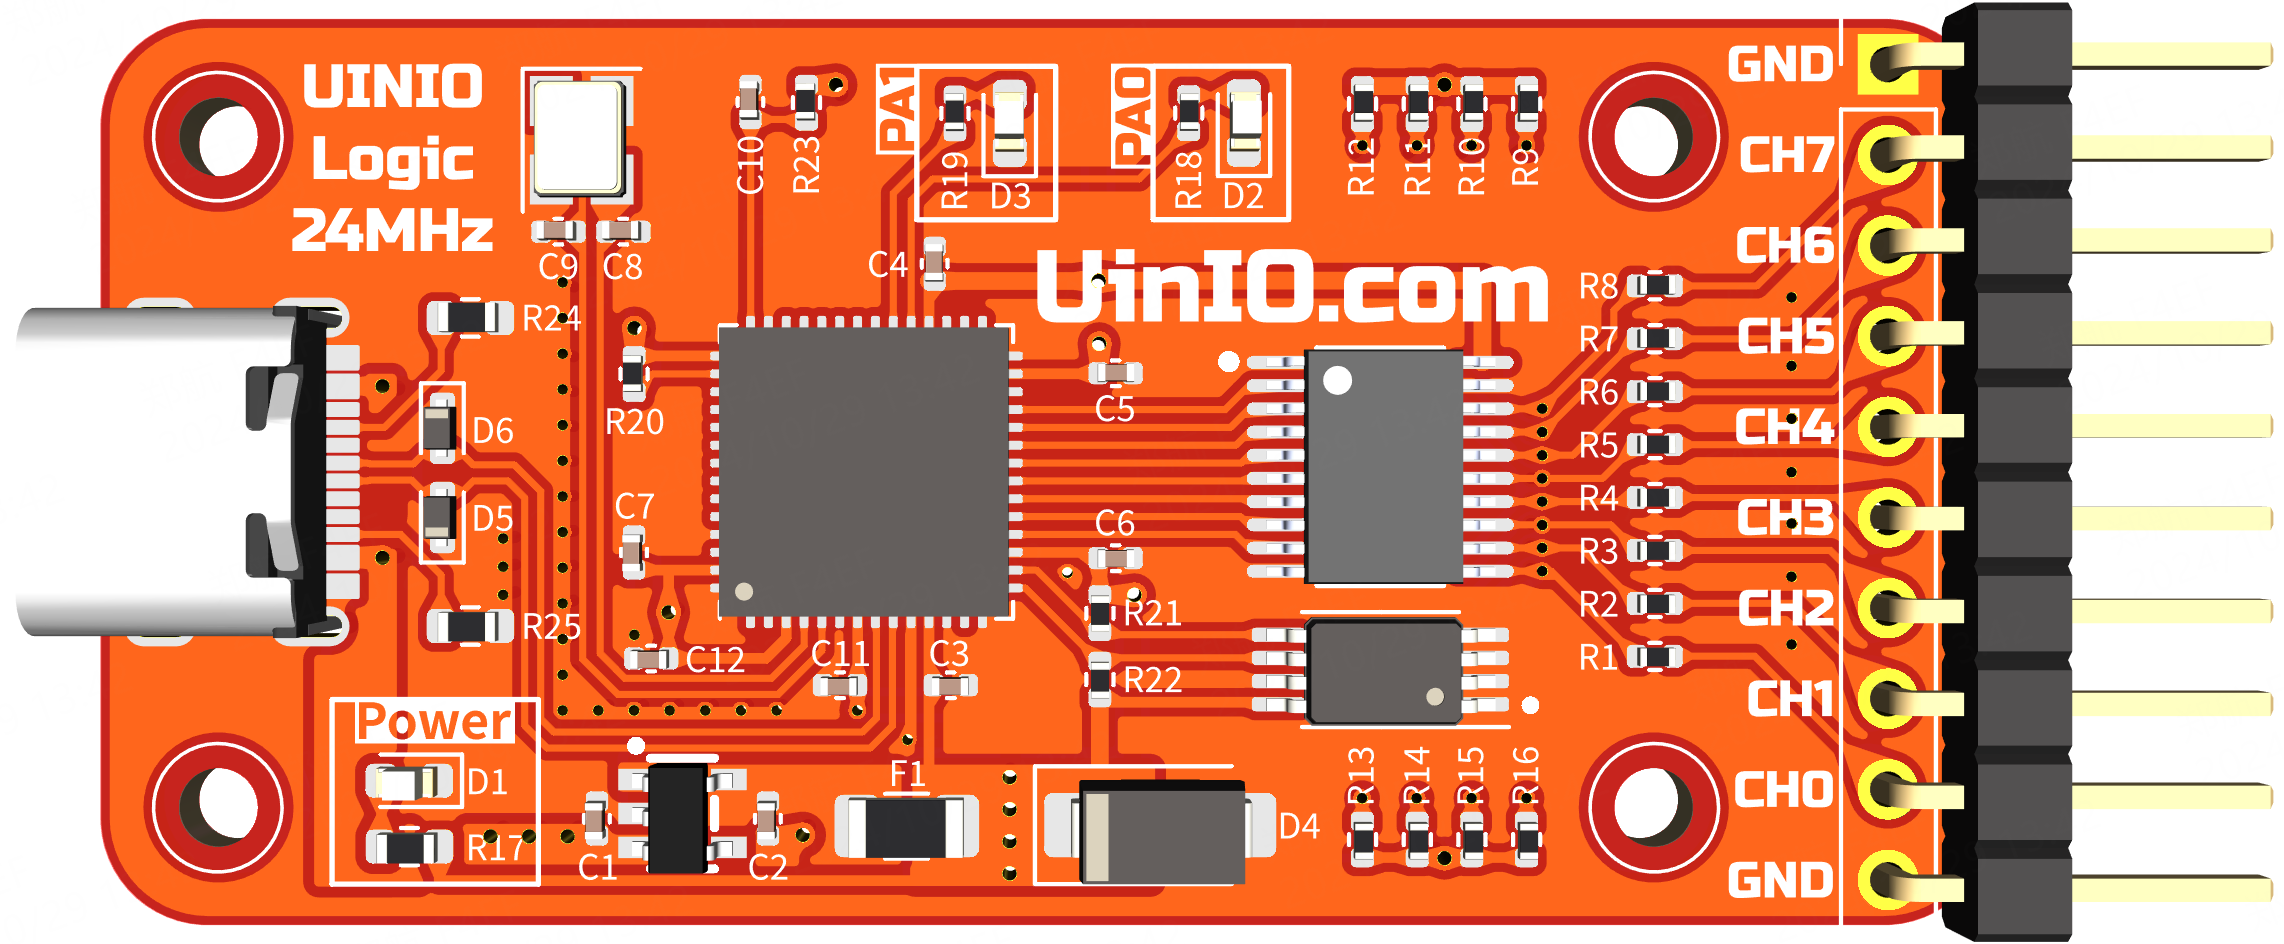 UINIO
Logic
24MHz
C9
C8
C10
R23
PA1
R19
D3
PA0
R18
D2
R12
R11
R10
R9
GND
CH7
CH6
CH5
CH4
CH3
CH2
CH1
CH0
GND
C4
UinIO.com
R24
D6
D5
R25
R20
C7
C5
C6
R21
R22
C12
C11
C3
R8
R7
R6
R5
R4
R3
R2
R1
Power
D1
R17
C1
C2
F1
D4
R13
R14
R15
R16